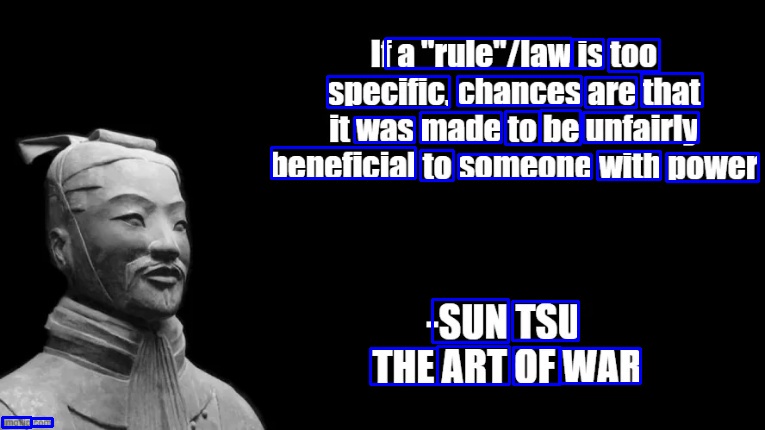 If a "rule"/law is too
specific, chances are that
it was made to be unfairly
beneficial to someone with power
-SUN TSU
THE ART OF WAR